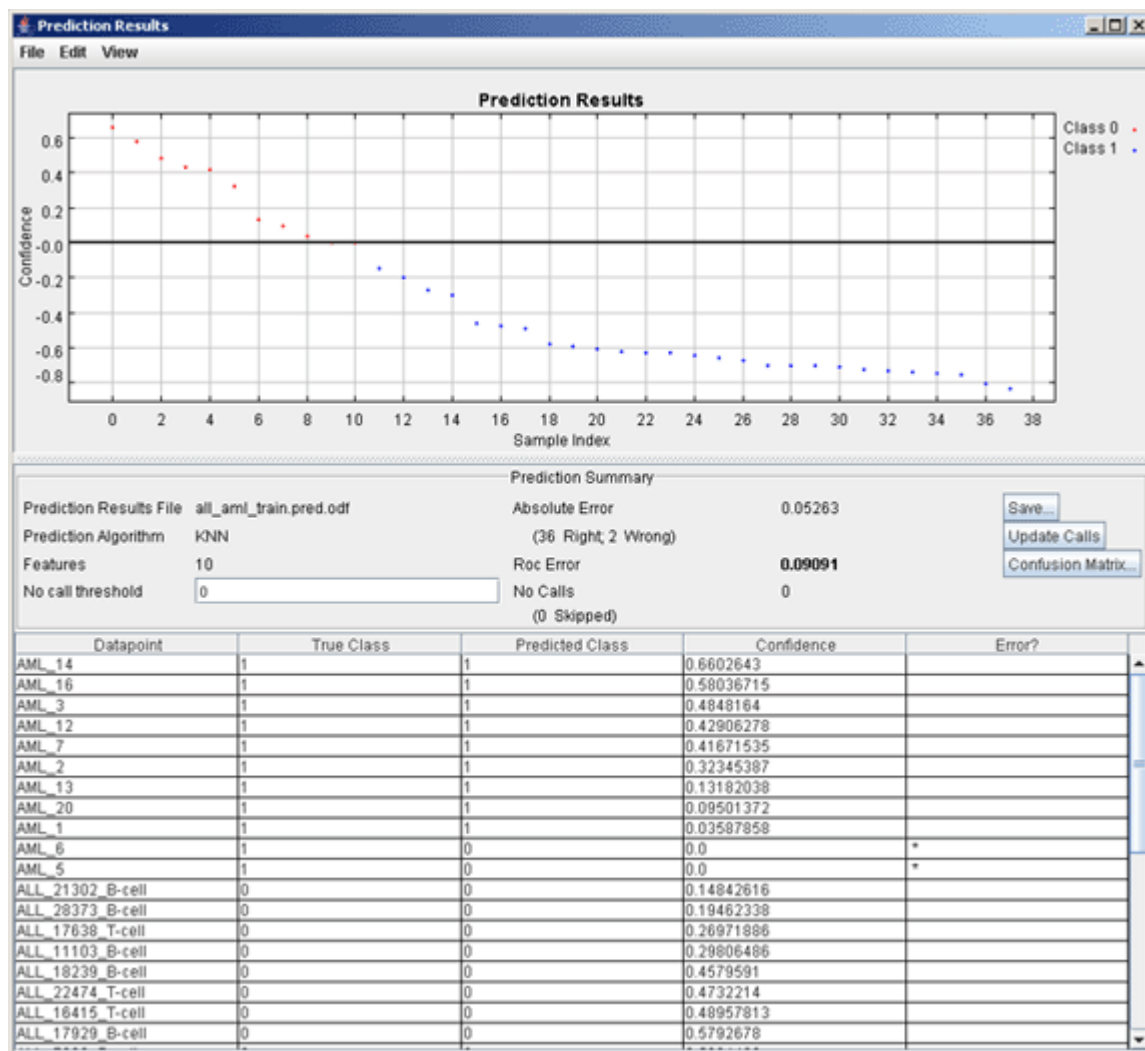 Prediction Results
File Edit View
Prediction Results
Class 0
Class 1
0.6
0.4
0.2
-0.0
-0.2
-0.4
-0.6
-0.8
Confidence
0 2 4 6 8 10 12 14 16 18 20 22 24 26 28 30 32 34 36 38
Sample Index
Prediction Summary
Prediction Results File all_aml_train.pred.odf Absolute Error 0.05263 Save...
Prediction Algorithm KNN (36 Right; 2 Wrong) Update Calls
Features 10 Roc Error 0.09091 Confusion Matrix...
No call threshold 0 No Calls 0
(0 Skipped)
Datapoint True Class Predicted Class Confidence Error?
AML_14 1 1 0.6602643
AML_16 1 1 0.58036715
AML_3 1 1 0.4848164
AML_12 1 1 0.42906278
AML_7 1 1 0.41671535
AML_2 1 1 0.32345387
AML_13 1 1 0.13182038
AML_20 1 1 0.09501372
AML_1 1 1 0.03587858
AML_6 1 0 0.0 *
AML_5 1 0 0.0 *
ALL_21302_B-cell 0 0 0.14842616
ALL_28373_B-cell 0 0 0.19462338
ALL_17638_T-cell 0 0 0.26971886
ALL_11103_B-cell 0 0 0.29806486
ALL_18239_B-cell 0 0 0.4579591
ALL_22474_T-cell 0 0 0.4732214
ALL_16415_T-cell 0 0 0.48957813
ALL_17929_B-cell 0 0 0.5792678